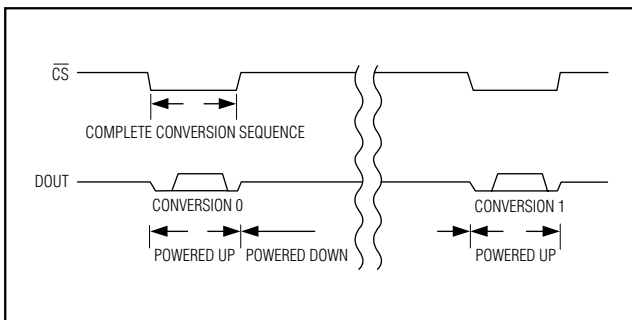 CS
COMPLETE CONVERSION SEQUENCE
DOUT
CONVERSION 0
CONVERSION 1
POWERED UP
POWERED DOWN
POWERED UP